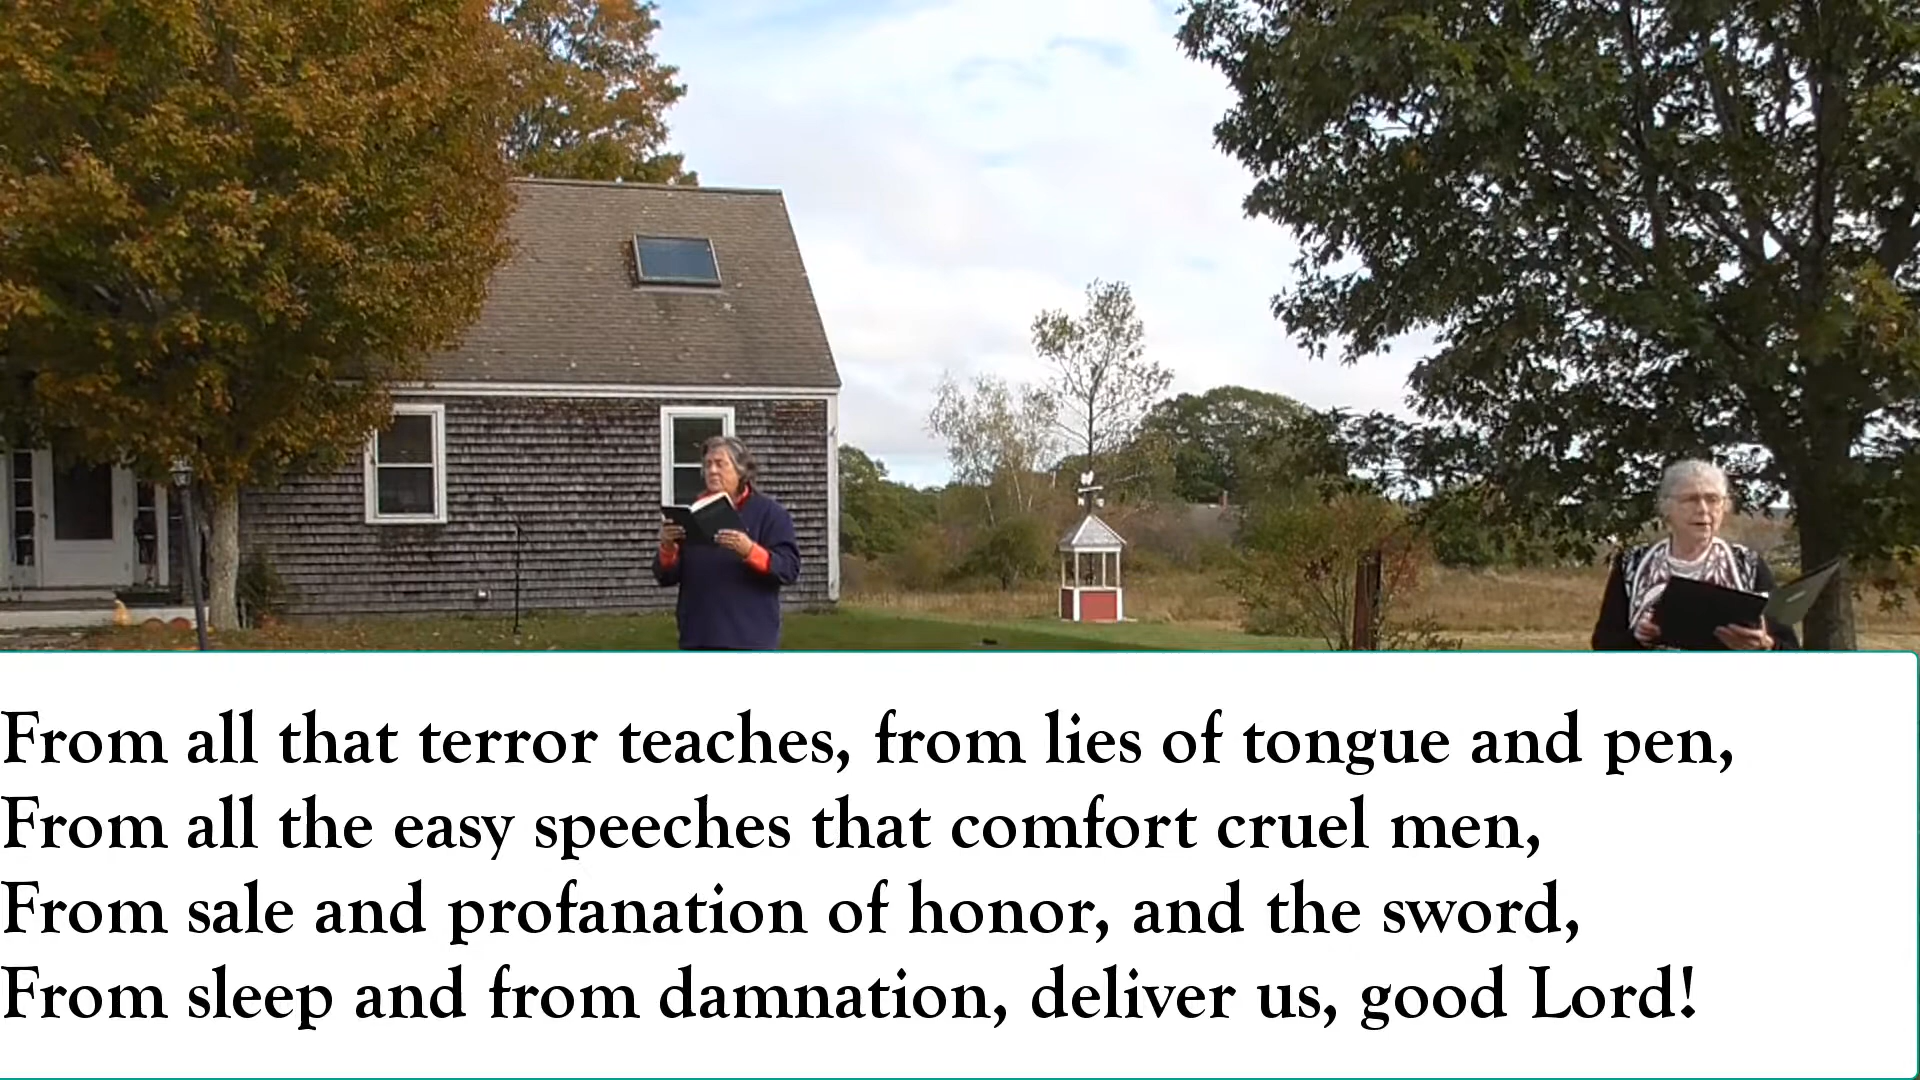 From all that terror teaches, from lies of tongue and pen,
From all the easy speeches that comfort cruel men,
From sale and profanation of honor, and the sword,
From sleep and from damnation, deliver us, good Lord!